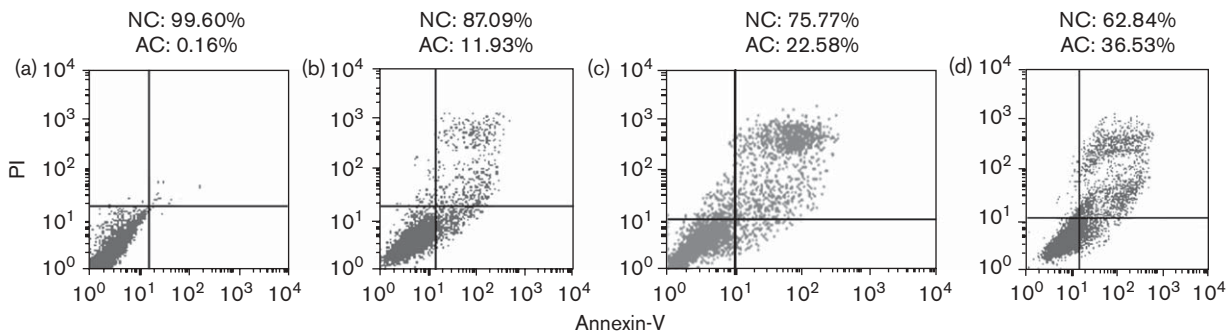 NC: 99.60%
AC: 0.16%
NC: 87.09%
AC: 11.93%
NC: 75.77%
AC: 22.58%
NC: 62.84%
AC: 36.53%
(a)
10⁴
10³
10²
10¹
10⁰
10⁰ 10¹ 10² 10³ 10⁴
(b)
10⁴
10³
10²
10¹
10⁰
10⁰ 10¹ 10² 10³ 10⁴
(c)
10⁴
10³
10²
10¹
10⁰
10⁰ 10¹ 10² 10³ 10⁴
(d)
10⁴
10³
10²
10¹
10⁰
10⁰ 10¹ 10² 10³ 10⁴
PI
Annexin-V